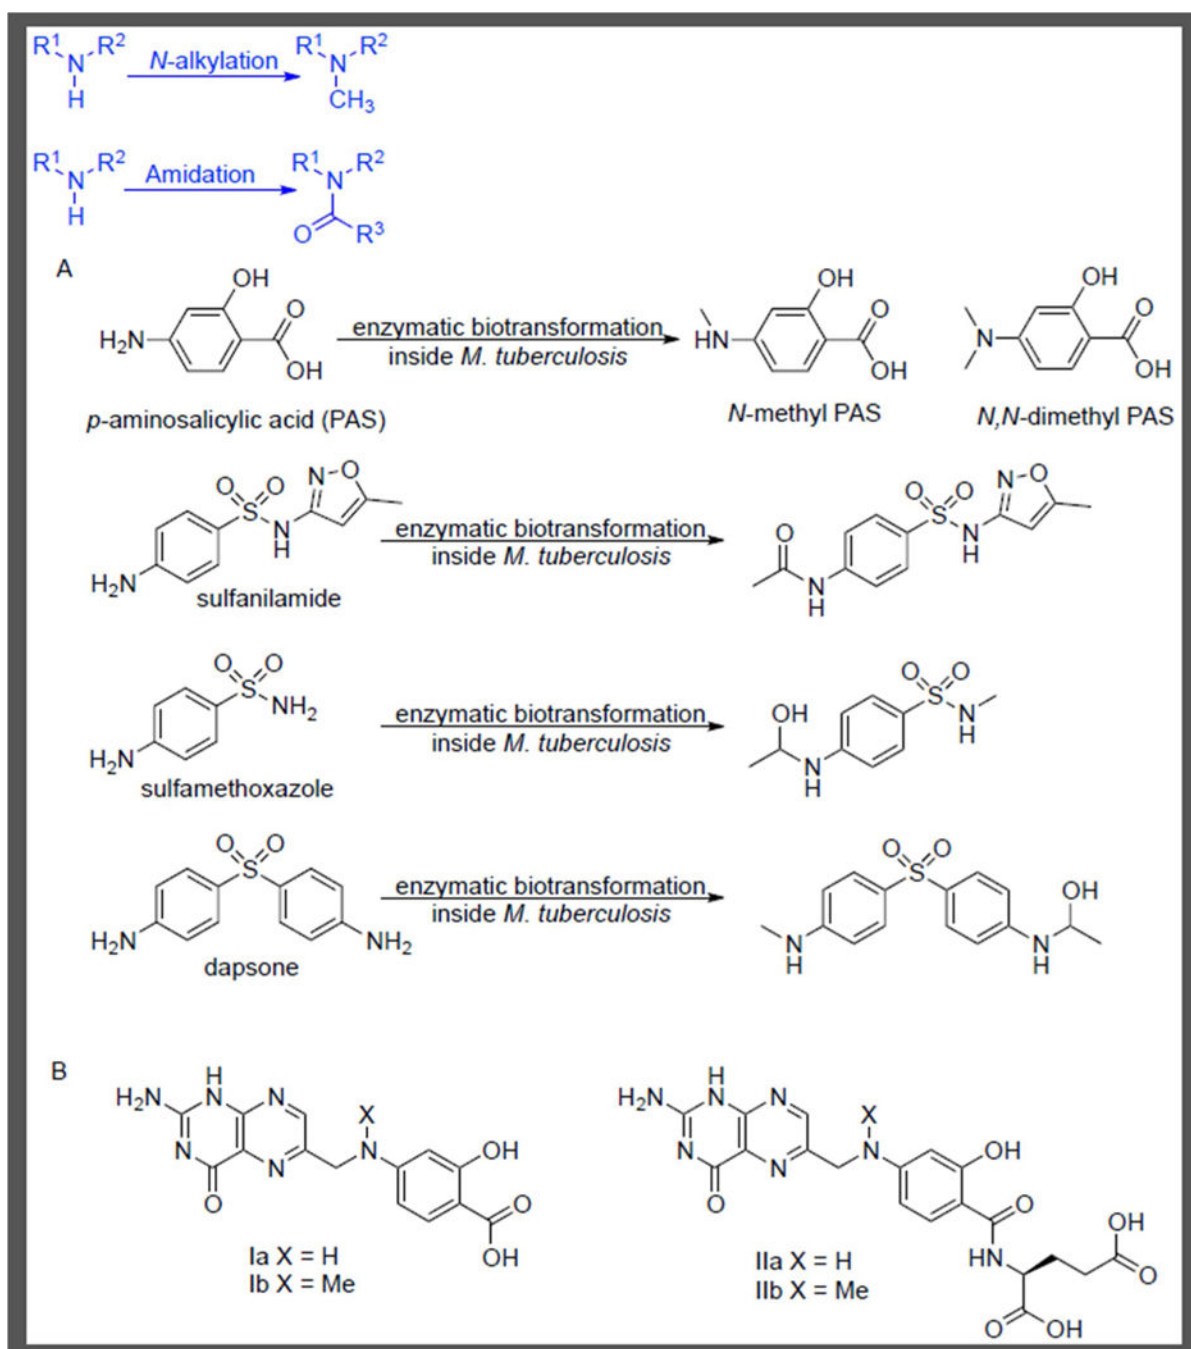 R¹ R² N H N-alkylation R¹ R² N CH₃
R¹ R² N H Amidation R¹ R² N O R³
A
OH O H₂N OH enzymatic biotransformation OH O HN OH OH O N OH
inside M. tuberculosis
p-aminosalicylic acid (PAS) N-methyl PAS N,N-dimethyl PAS
O O S N-O N H H₂N enzymatic biotransformation O O S N-O N H O N H
inside M. tuberculosis
sulfanilamide
O O S NH₂ H₂N enzymatic biotransformation O O S N H OH N H
inside M. tuberculosis
sulfamethoxazole
O O S H₂N NH₂ enzymatic biotransformation O O S N H OH N H
inside M. tuberculosis
dapsone
B
H₂N H N N N N O X N OH O OH
Ia X = H
Ib X = Me
H₂N H N N N N O X N OH O HN OH O O OH
IIa X = H
IIb X = Me